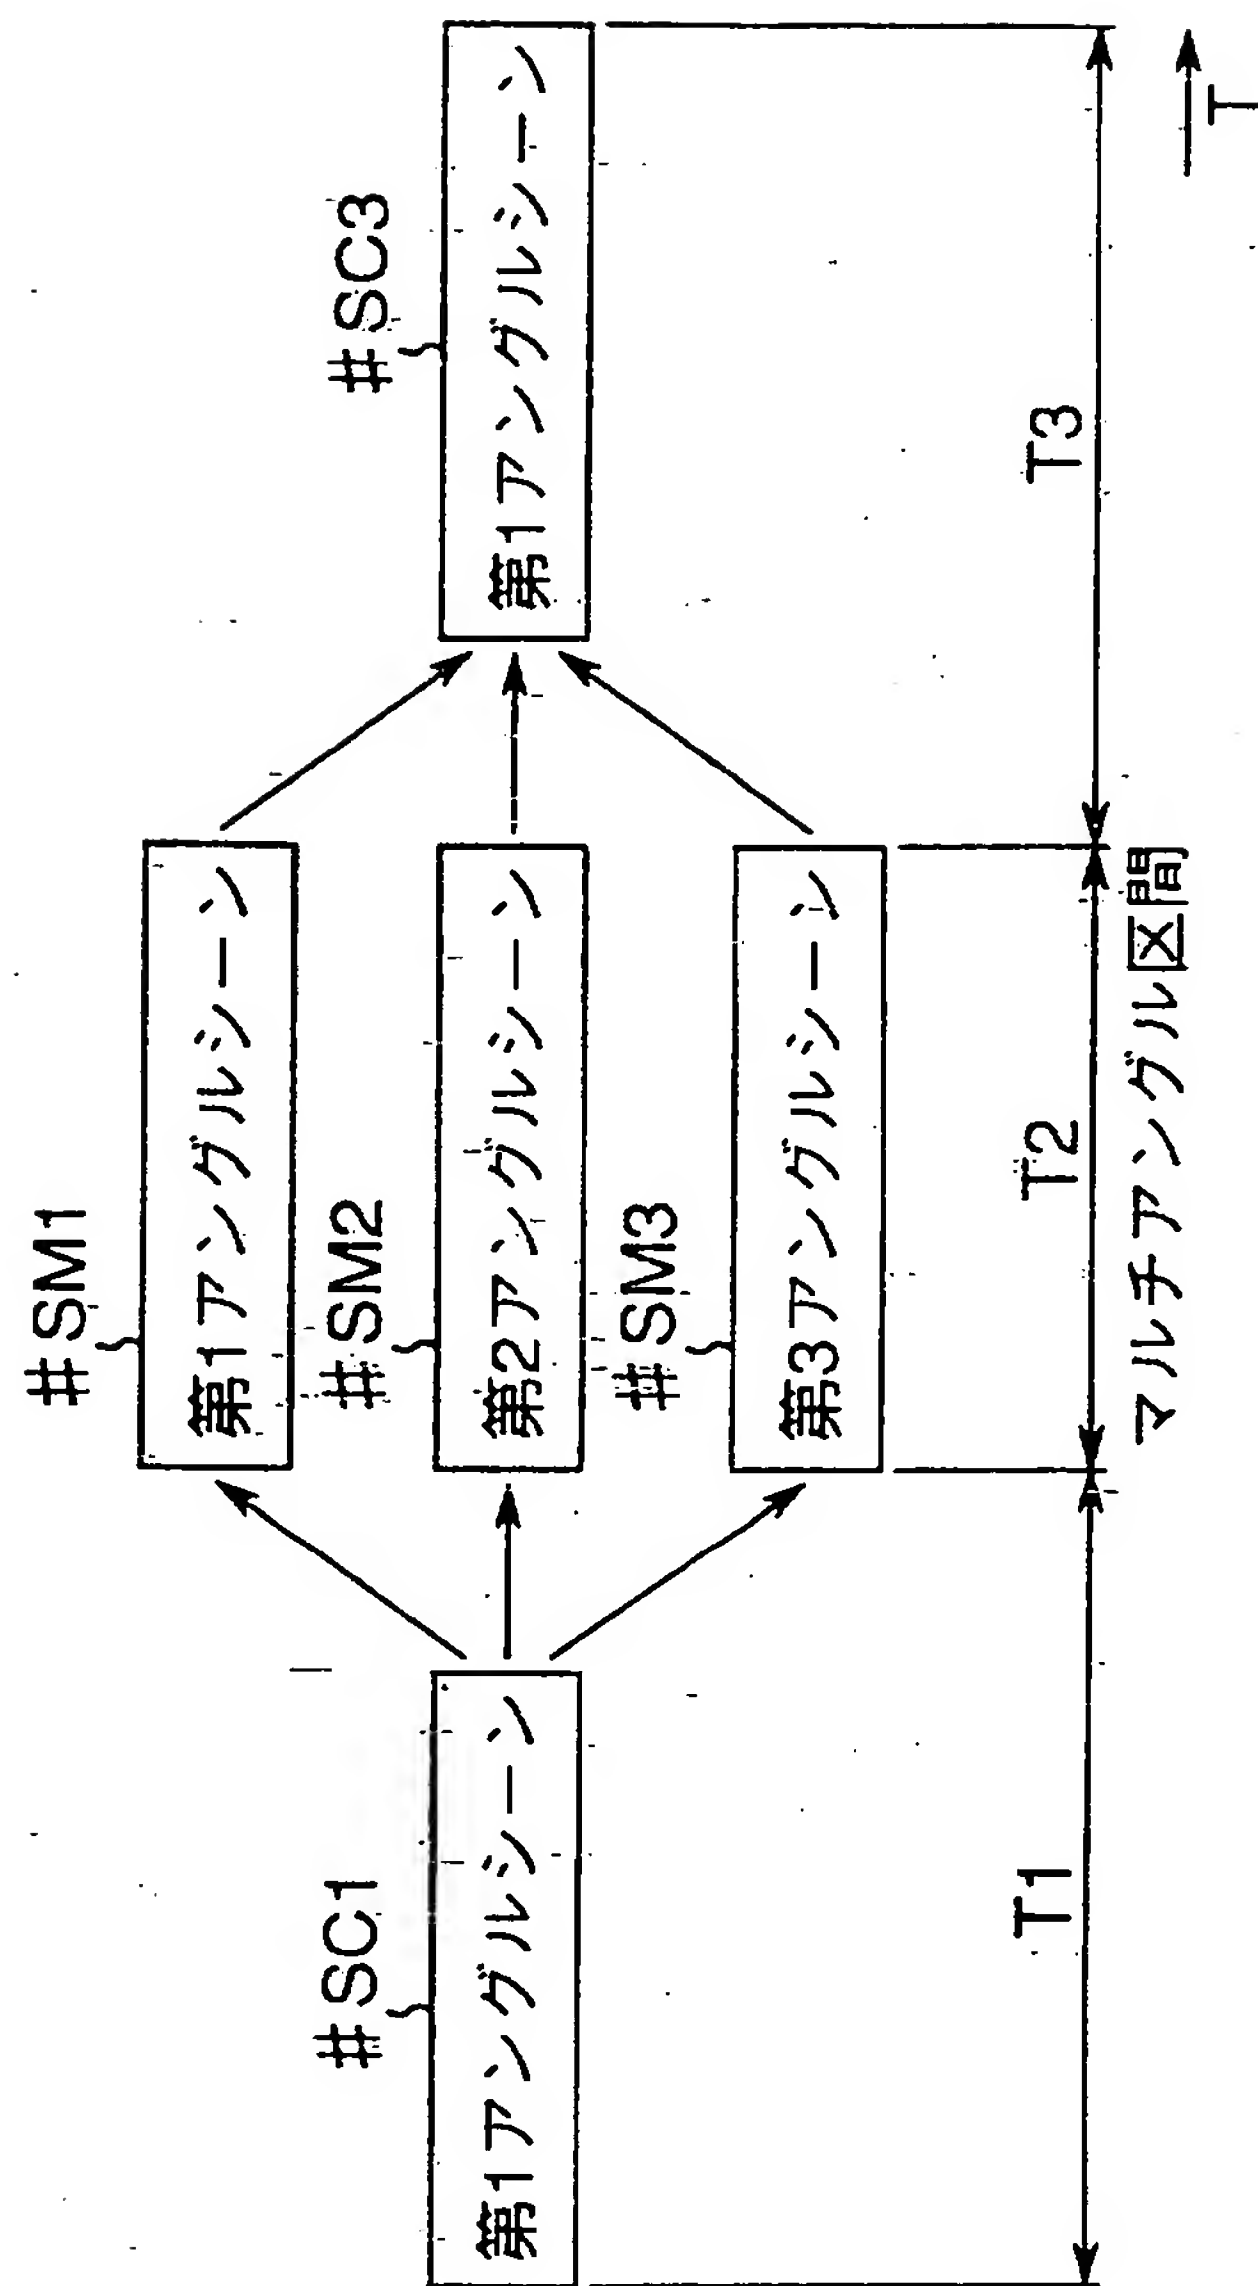 #SM1
第1アングルシーン
#SC1
第1アングルシーン
#SM2
第2アングルシーン
#SC3
第1アングルシーン
#SM3
第3アングルシーン
T1
T2
T3
マルチアングル区間
T